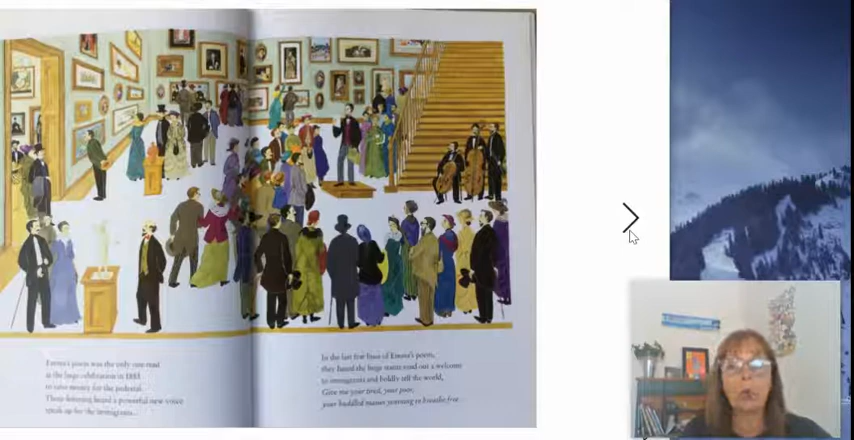 Emma's poem was the only one read
at the huge celebration in 1883
to raise money for the pedestal.
Those listening heard a powerful new voice
speak up for the immigrants...
In the last five lines of Emma's poem,
they heard the huge statue read out a welcome
to immigrants and boldly tell the world,
Give me your tired, your poor,
your huddled masses yearning to breathe free...